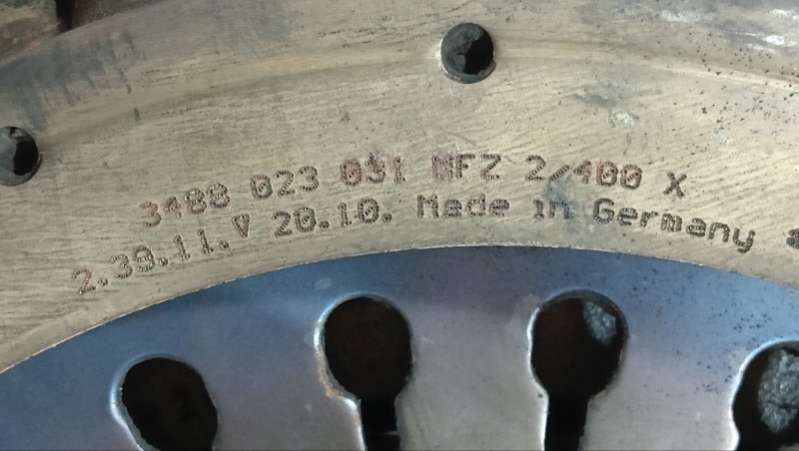 3488 023 031 MFZ 2/400 X
2.39.11.V 20.10. Made in Germany